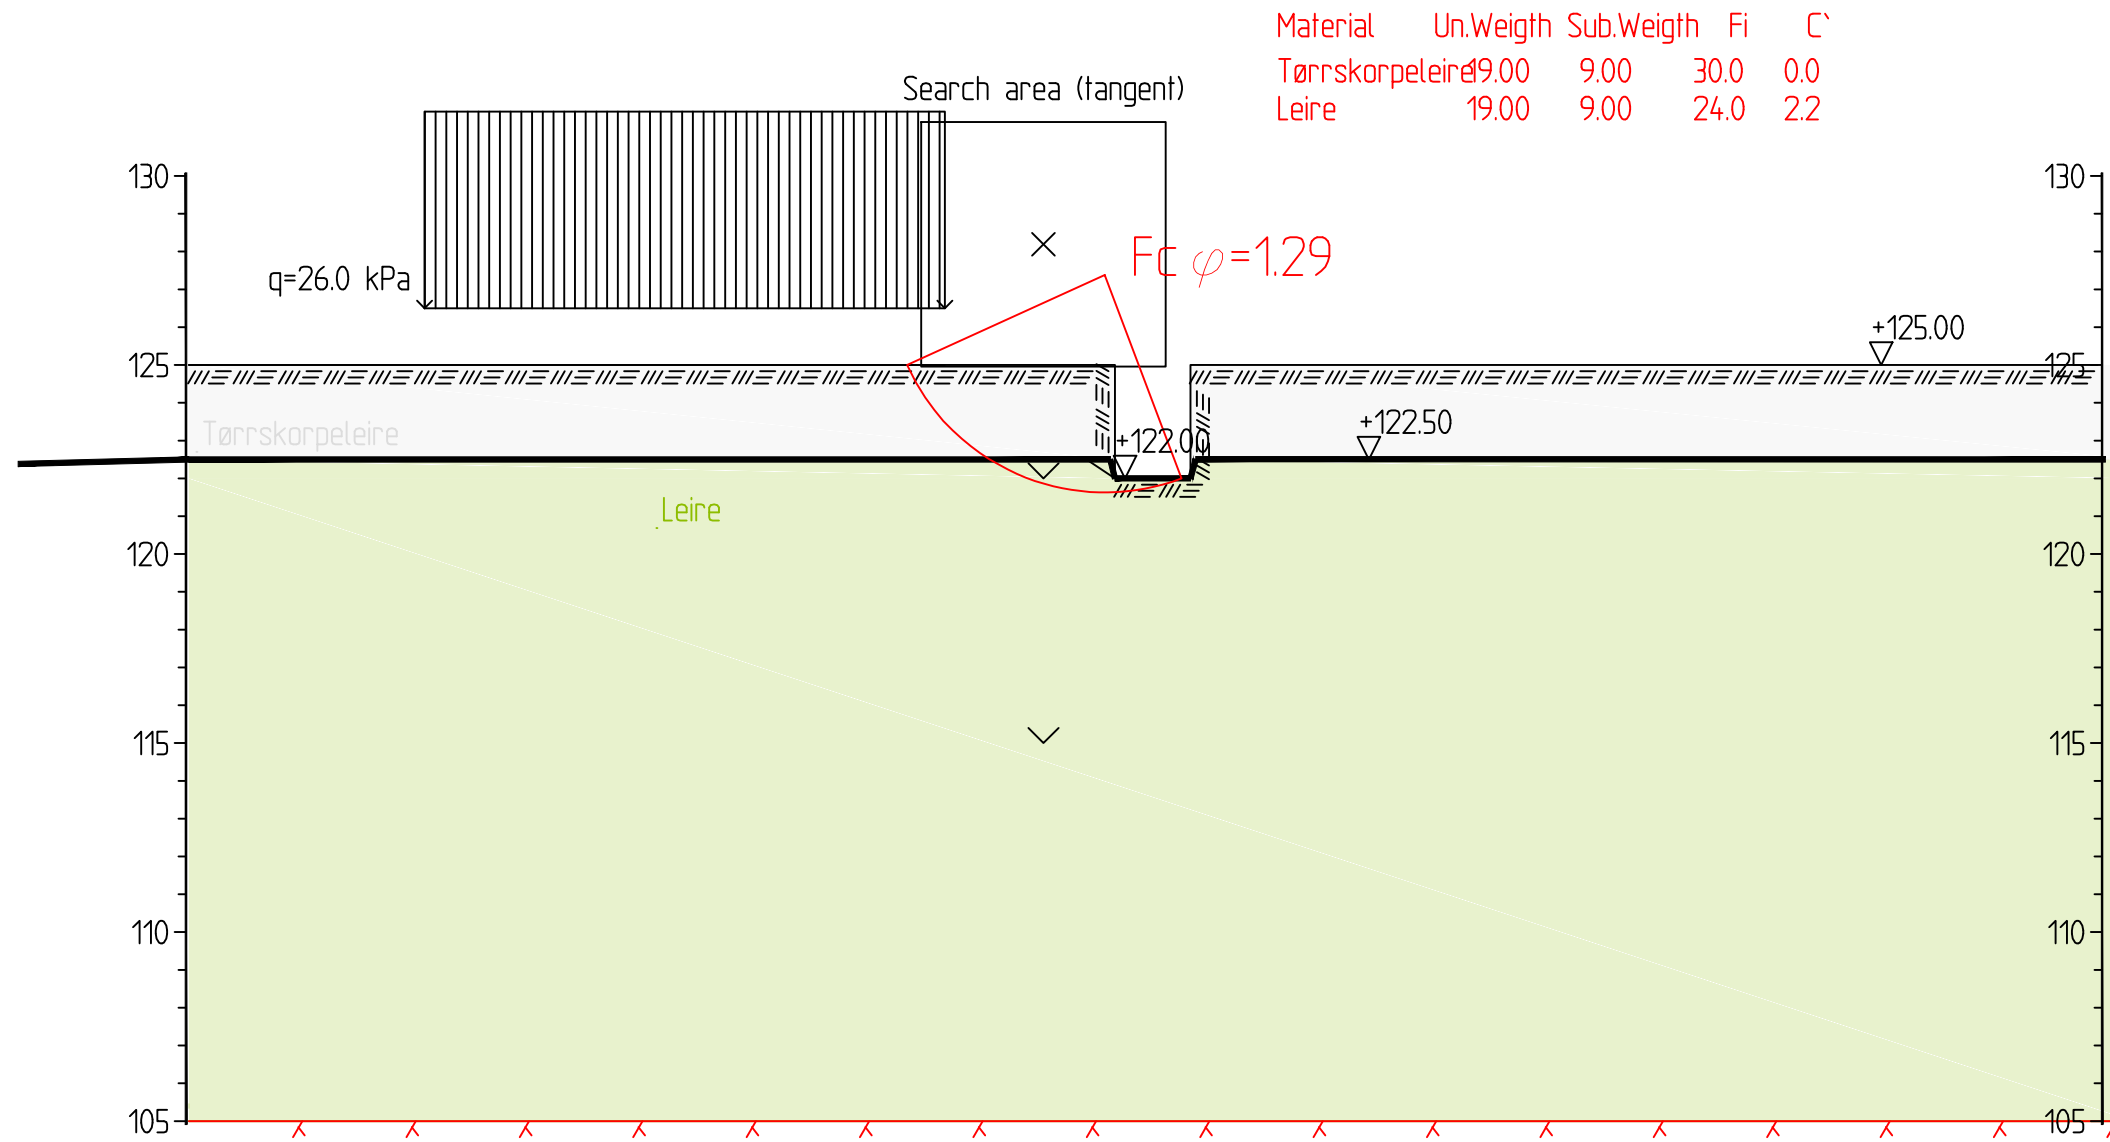 Material Un.Weigth Sub.Weigth Fi C`
Tørrskorpeleire 19.00 9.00 30.0 0.0
Leire 19.00 9.00 24.0 2.2
Search area (tangent)
130 130
Fc φ=1.29
q=26.0 kPa
+125.00
125 125
+122.50
Tørrskorpeleire
+122.00
Leire
120 120
115 115
110 110
105 105